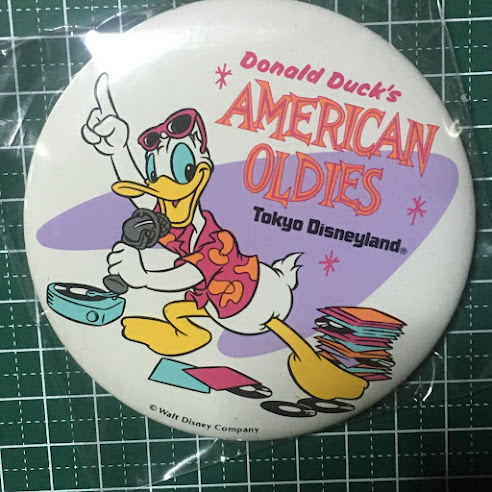 Donald Duck's
AMERICAN
OLDIES
Tokyo Disneyland®
© Walt Disney Company